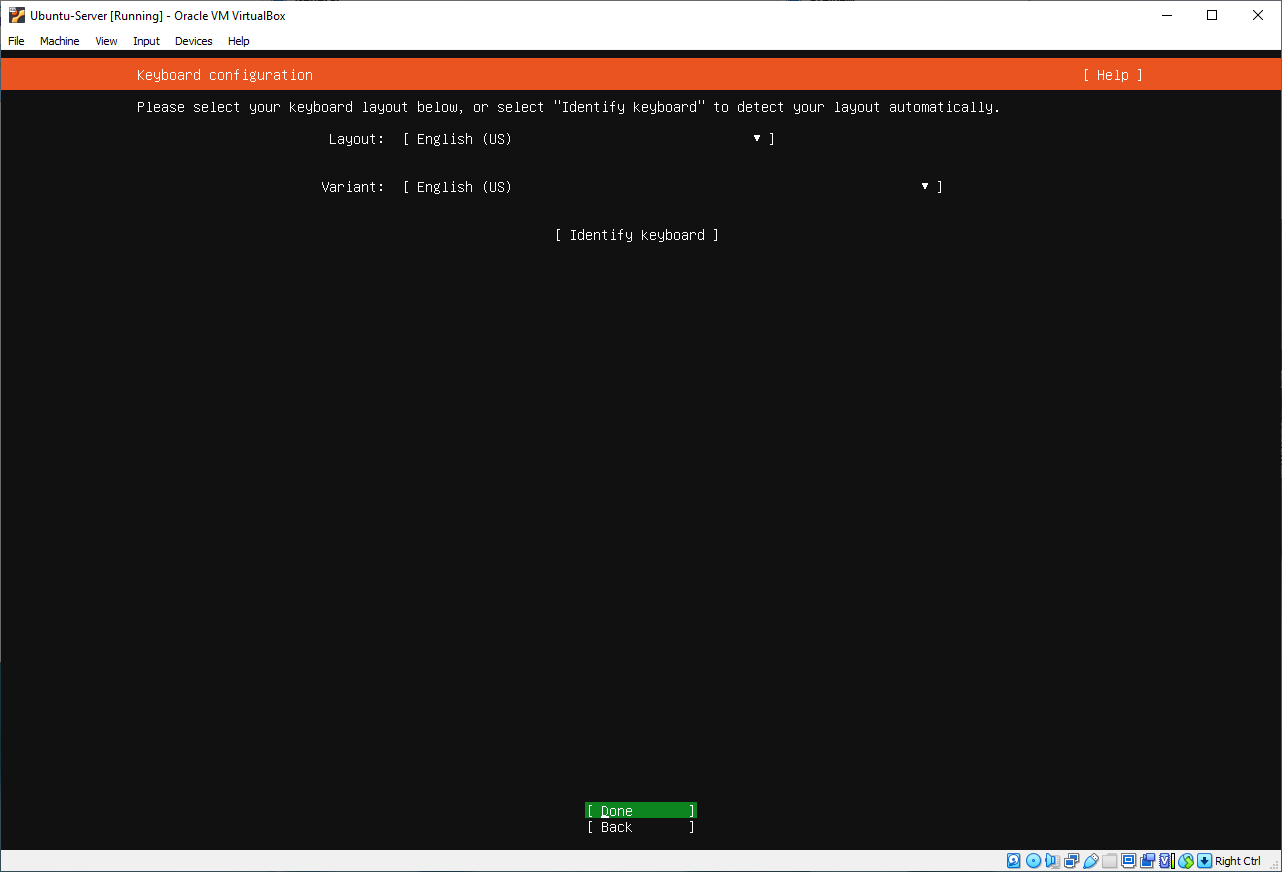 Ubuntu-Server [Running] - Oracle VM VirtualBox
File Machine View Input Devices Help
Keyboard configuration [ Help ]
Please select your keyboard layout below, or select "Identify keyboard" to detect your layout automatically.
Layout: [ English (US) ▾ ]
Variant: [ English (US) ▾ ]
[ Identify keyboard ]
[ Done ]
[ Back ]
Right Ctrl